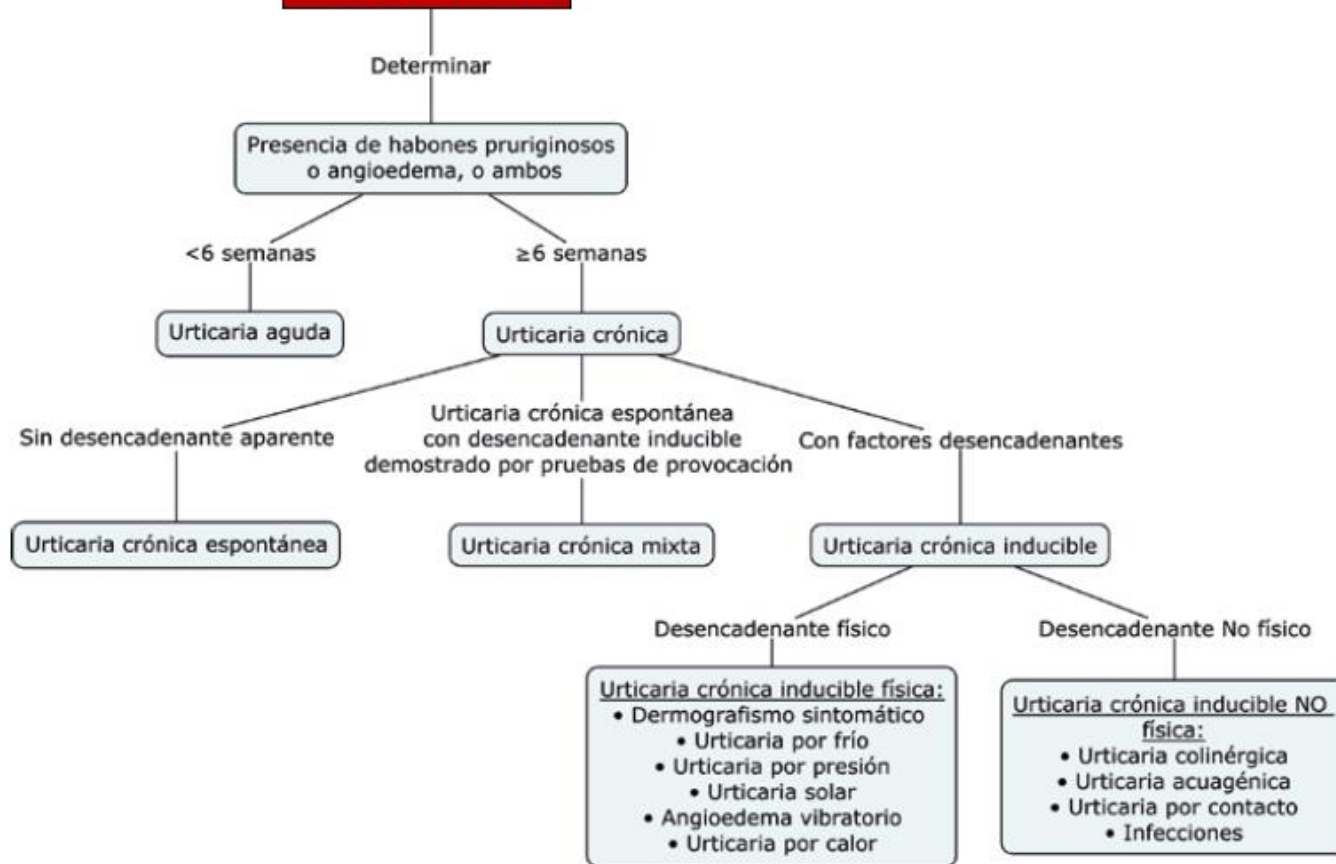 Determinar
Presencia de habones pruriginosos
o angioedema, o ambos
<6 semanas
≥6 semanas
Urticaria aguda
Urticaria crónica
Sin desencadenante aparente
Urticaria crónica espontánea
con desencadenante inducible
demostrado por pruebas de provocación
Con factores desencadenantes
Urticaria crónica espontánea
Urticaria crónica mixta
Urticaria crónica inducible
Desencadenante físico
Desencadenante No físico
Urticaria crónica inducible física:
• Dermografismo sintomático
• Urticaria por frío
• Urticaria por presión
• Urticaria solar
• Angioedema vibratorio
• Urticaria por calor
Urticaria crónica inducible NO
física:
• Urticaria colinérgica
• Urticaria acuagénica
• Urticaria por contacto
• Infecciones